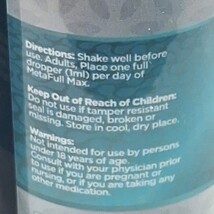 Directions: Shake well before
use. Adults, Place one full
dropper (1ml) per day of
MetaFull Max.
Keep Out of Reach of Children:
Do not use if tamper resistant
seal is damaged, broken or
missing. Store in cool, dry place.
Warnings:
Not intended for use by persons
under 18 years of age.
Consult with your physician prior
to use if you are pregnant or
nursing, or if you are taking any
other medication.